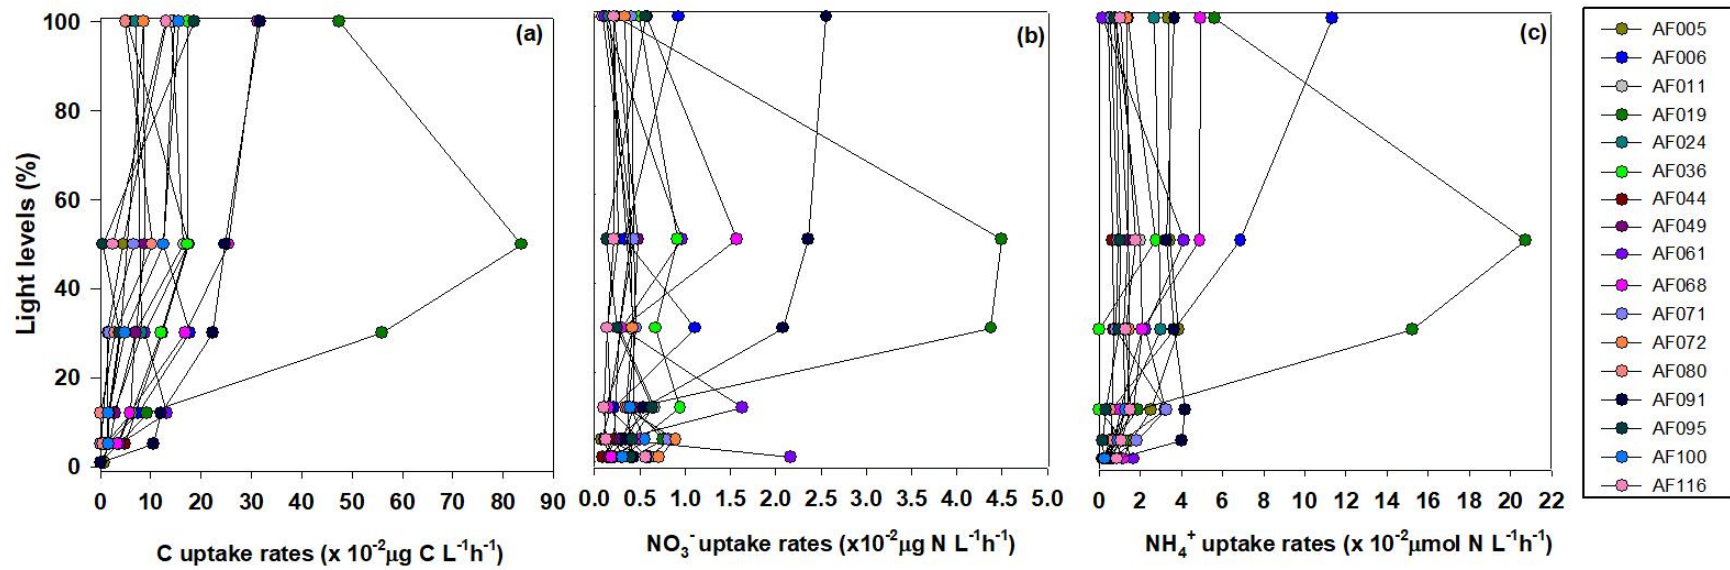 (a)
(b)
(c)
Light levels (%)
100
80
60
40
20
0
0 10 20 30 40 50 60 70 80 90
C uptake rates (x 10⁻²µg C L⁻¹h⁻¹)
0.0 0.5 1.0 1.5 2.0 2.5 3.0 3.5 4.0 4.5 5.0
NO₃⁻ uptake rates (x10⁻²µg N L⁻¹h⁻¹)
0 2 4 6 8 10 12 14 16 18 20 22
NH₄⁺ uptake rates (x 10⁻²µmol N L⁻¹h⁻¹)
AF005
AF006
AF011
AF019
AF024
AF036
AF044
AF049
AF061
AF068
AF071
AF072
AF080
AF091
AF095
AF100
AF116